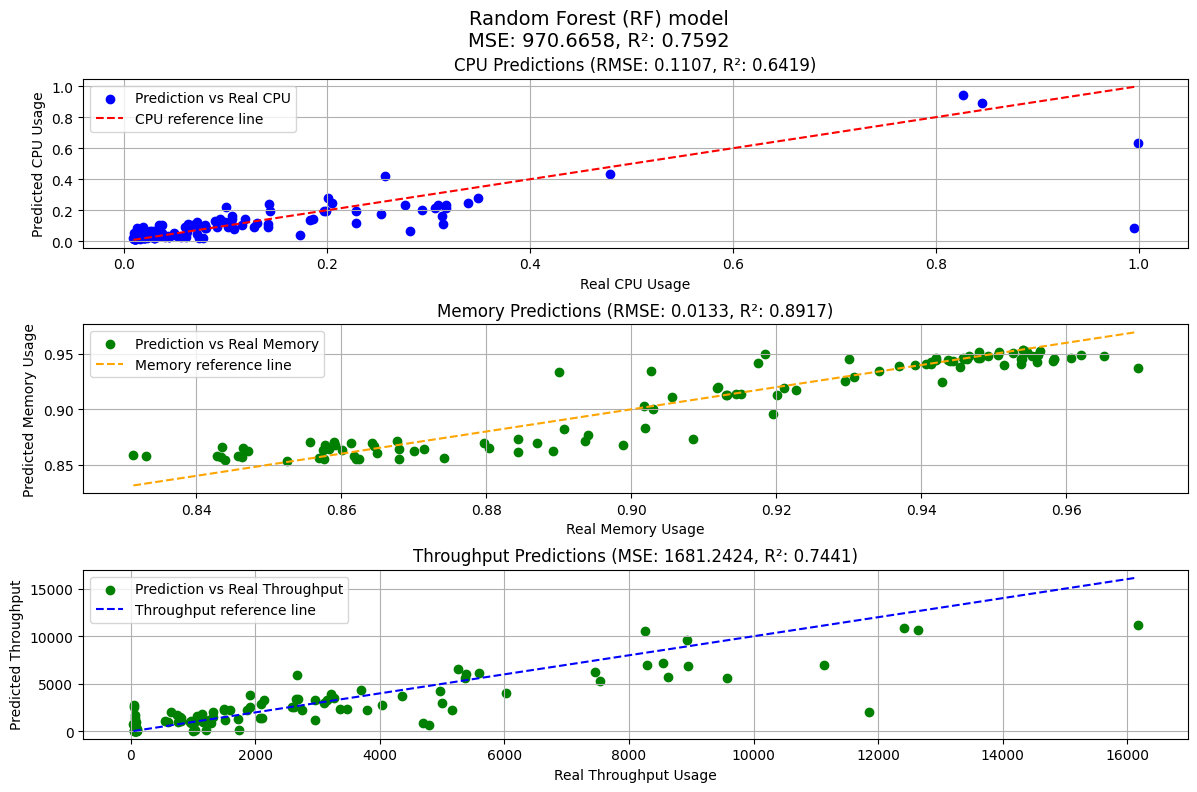 Random Forest (RF) model
MSE: 970.6658, R²: 0.7592
CPU Predictions (RMSE: 0.1107, R²: 0.6419)
Predicted CPU Usage
1.0
0.8
0.6
0.4
0.2
0.0
Prediction vs Real CPU
CPU reference line
0.0 0.2 0.4 0.6 0.8 1.0
Real CPU Usage
Memory Predictions (RMSE: 0.0133, R²: 0.8917)
Predicted Memory Usage
0.95
0.90
0.85
Prediction vs Real Memory
Memory reference line
0.84 0.86 0.88 0.90 0.92 0.94 0.96
Real Memory Usage
Throughput Predictions (MSE: 1681.2424, R²: 0.7441)
Predicted Throughput
15000
10000
5000
0
Prediction vs Real Throughput
Throughput reference line
0 2000 4000 6000 8000 10000 12000 14000 16000
Real Throughput Usage